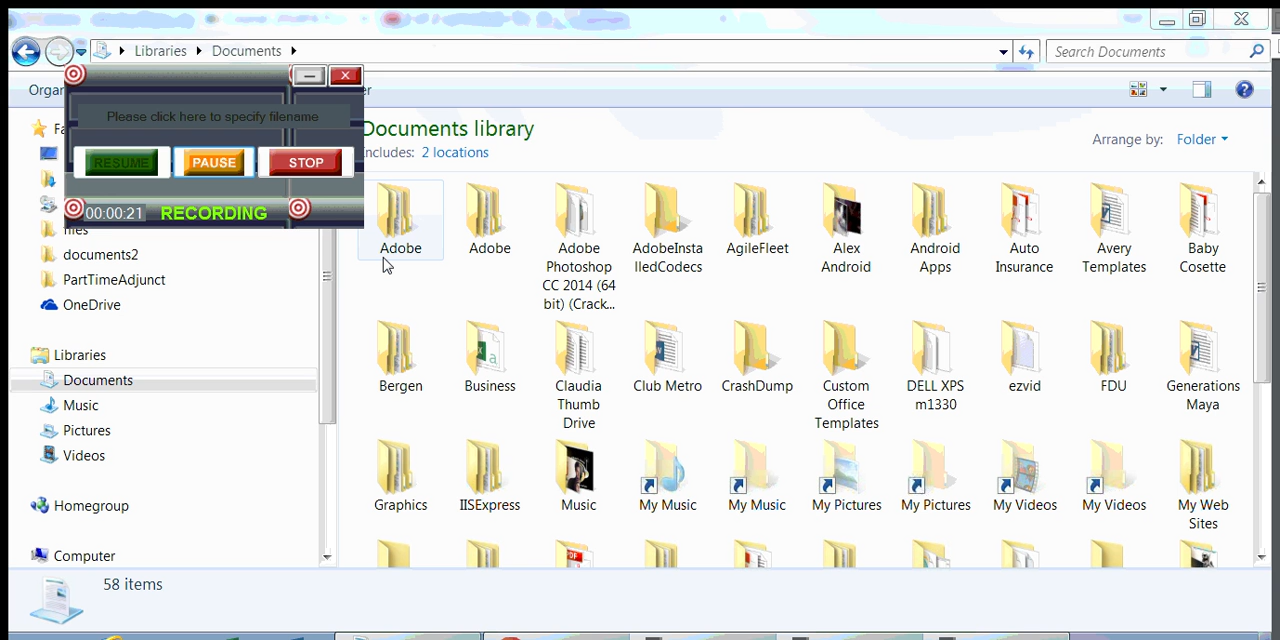 Libraries
Documents
Search Documents
Please click here to specify filename
RESUME
PAUSE
STOP
00:00:21
RECORDING
Documents library
2 locations
Arrange by:
Folder
documents2
PartTimeAdjunct
OneDrive
Libraries
Documents
Music
Pictures
Videos
Homegroup
Computer
Adobe
Adobe
Adobe
Photoshop
CC 2014 (64
bit) (Crack...
AdobeInsta
lledCodecs
AgileFleet
Alex
Android
Android
Apps
Auto
Insurance
Avery
Templates
Baby
Cosette
Bergen
Business
Claudia
Thumb
Drive
Club Metro
CrashDump
Custom
Office
Templates
DELL XPS
m1330
ezvid
FDU
Generations
Maya
Graphics
IISExpress
Music
My Music
My Music
My Pictures
My Pictures
My Videos
My Videos
My Web
Sites
58 items